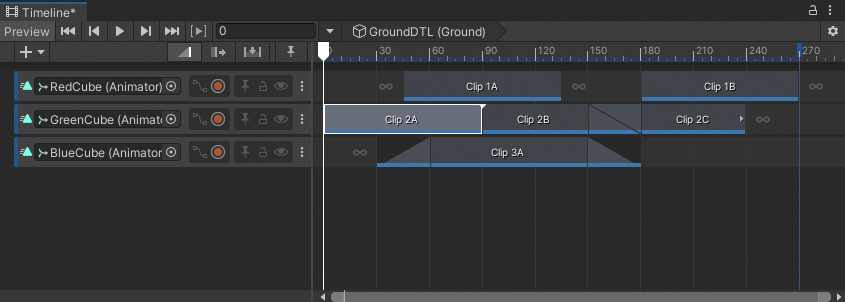 Timeline*
Preview 0 GroundDTL (Ground)
0 30 60 90 120 150 180 210 240 270
RedCube (Animator) Clip 1A Clip 1B
GreenCube (Animator Clip 2A Clip 2B Clip 2C
BlueCube (Animator Clip 3A